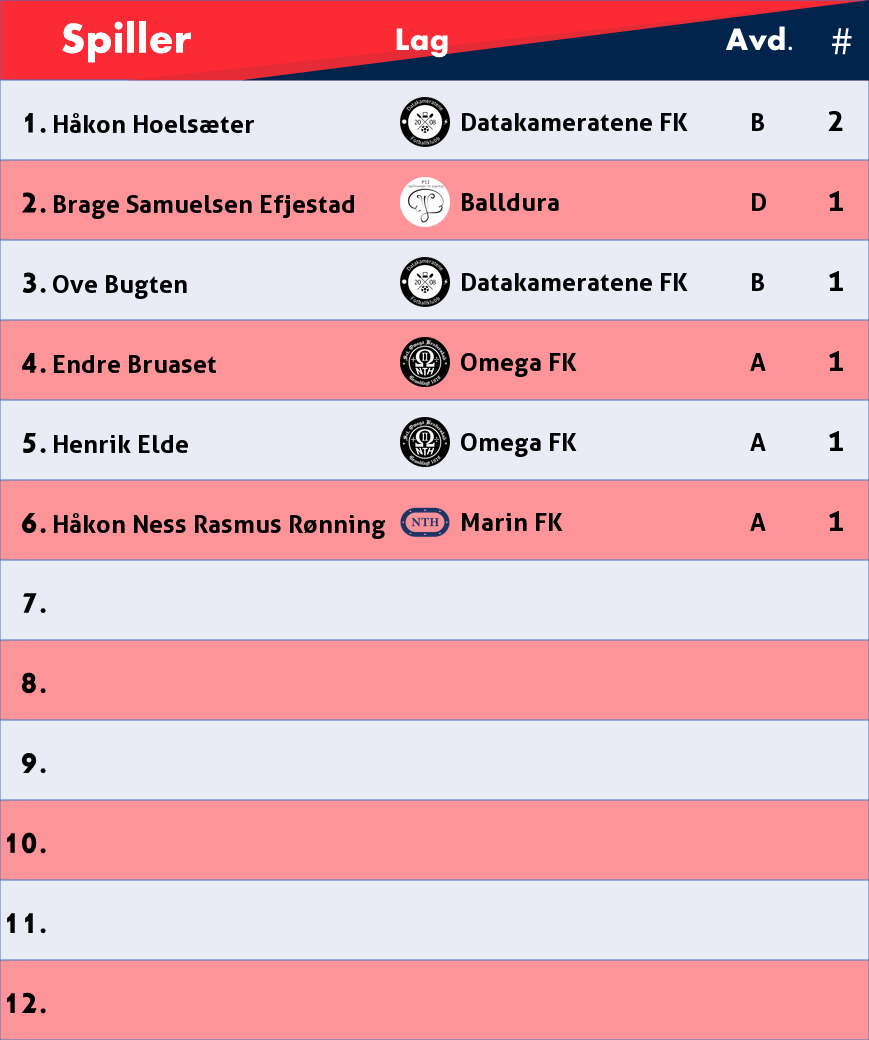 Spiller Lag Avd. #
1. Håkon Hoelsæter Datakameratene FK B 2
2. Brage Samuelsen Efjestad PSI Balldura D 1
3. Ove Bugten Datakameratene FK B 1
4. Endre Bruaset Omega FK A 1
5. Henrik Elde Omega FK A 1
6. Håkon Ness Rasmus Rønning NTH Marin FK A 1
7.
8.
9.
10.
11.
12.